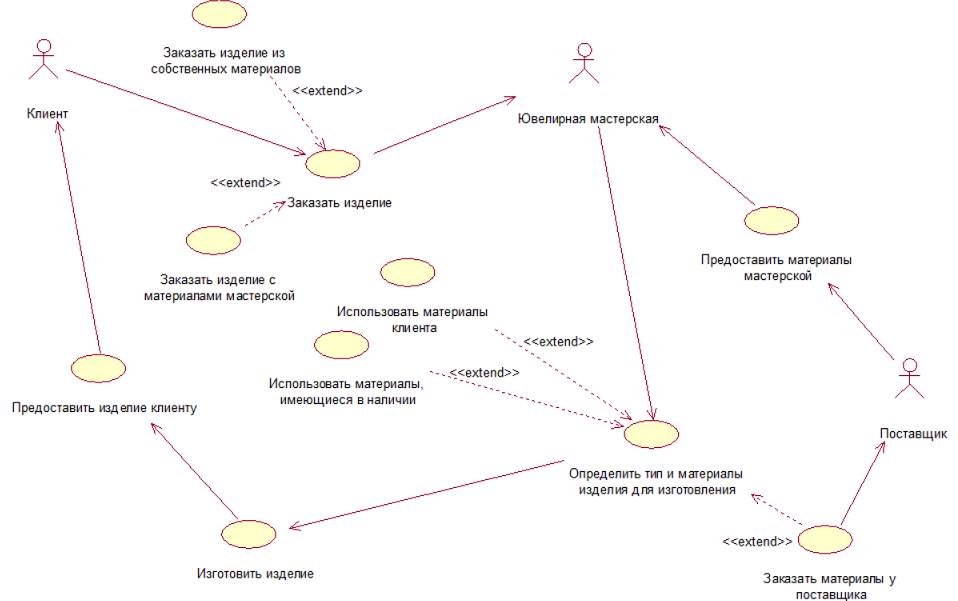 Заказать изделие из
собственных материалов
<<extend>>
Клиент
Ювелирная мастерская
<<extend>>
Заказать изделие
Предоставить материалы
мастерской
Заказать изделие с
материалами мастерской
Использовать материалы
клиента
<<extend>>
<<extend>>
Использовать материалы,
имеющиеся в наличии
Предоставить изделие клиенту
Поставщик
Определить тип и материалы
изделия для изготовления
<<extend>>
Изготовить изделие
Заказать материалы у
поставщика